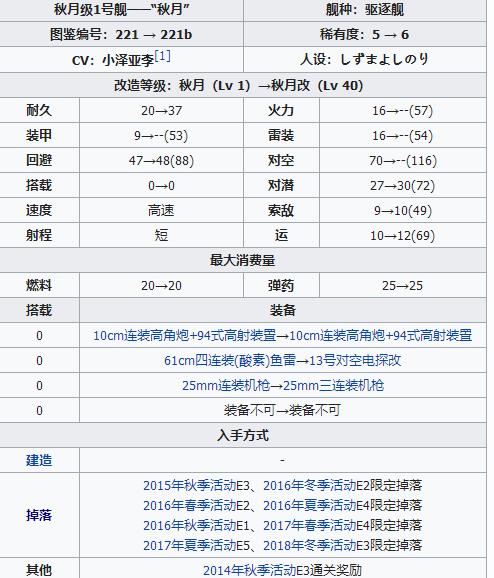 秋月级1号舰——“秋月” 舰种：驱逐舰
图鉴编号：221 → 221b 稀有度：5 → 6
CV：小泽亚李[1] 人设：しずまよしのり
改造等级：秋月（Lv 1）→秋月改（Lv 40）
耐久 20→37 火力 16→--(57)
装甲 9→--(53) 雷装 16→--(54)
回避 47→48(88) 对空 70→--(116)
搭载 0→0 对潜 27→30(72)
速度 高速 索敌 9→10(49)
射程 短 运 10→12(69)
最大消费量
燃料 20→20 弹药 25→25
搭载 装备
0 10cm连装高角炮+94式高射装置→10cm连装高角炮+94式高射装置
0 61cm四连装(酸素)鱼雷→13号对空电探改
0 25mm连装机枪→25mm三连装机枪
0 装备不可→装备不可
入手方式
建造 -
掉落 2015年秋季活动E3、2016年冬季活动E2限定掉落
2016年春季活动E2、2016年夏季活动E4限定掉落
2016年秋季活动E1、2017年春季活动E4限定掉落
2017年夏季活动E5、2018年冬季活动E3限定掉落
其他 2014年秋季活动E3通关奖励